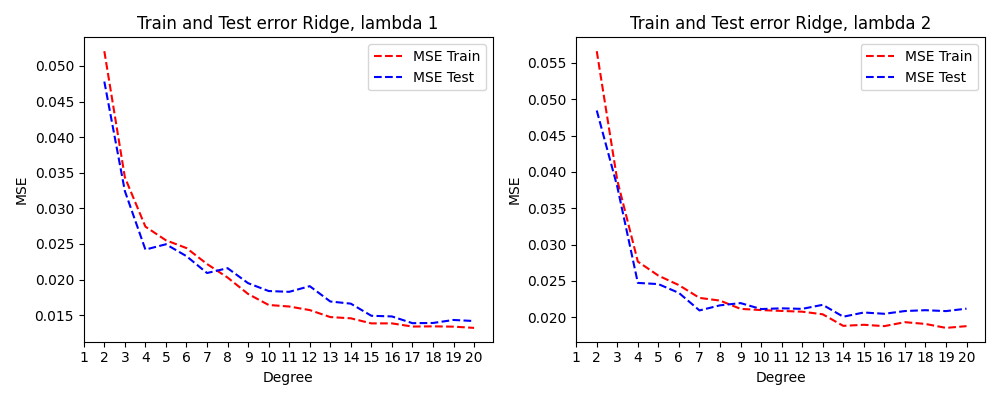 Train and Test error Ridge, lambda 1
MSE Train
MSE Test
0.050
0.045
0.040
0.035
0.030
0.025
0.020
0.015
MSE
1 2 3 4 5 6 7 8 9 10 11 12 13 14 15 16 17 18 19 20
Degree
Train and Test error Ridge, lambda 2
MSE Train
MSE Test
0.055
0.050
0.045
0.040
0.035
0.030
0.025
0.020
MSE
1 2 3 4 5 6 7 8 9 10 11 12 13 14 15 16 17 18 19 20
Degree